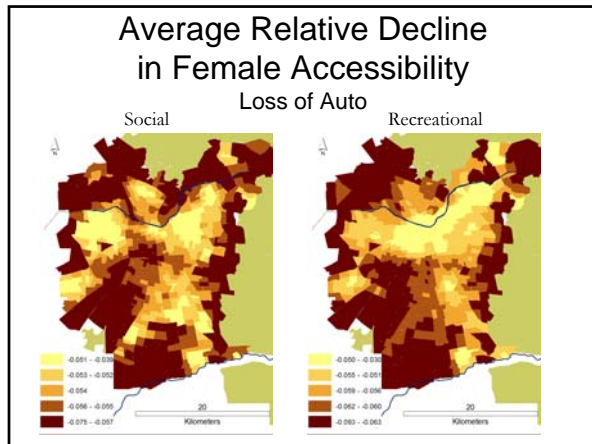 Average Relative Decline
in Female Accessibility
Loss of Auto
Social
Recreational
N
-0.051 - -0.039
-0.053 - -0.052
-0.054
-0.056 - -0.055
-0.075 - -0.057
20
Kilometers
N
-0.050 - -0.030
-0.055 - -0.051
-0.059 - -0.056
-0.062 - -0.060
-0.083 - -0.063
20
Kilometers